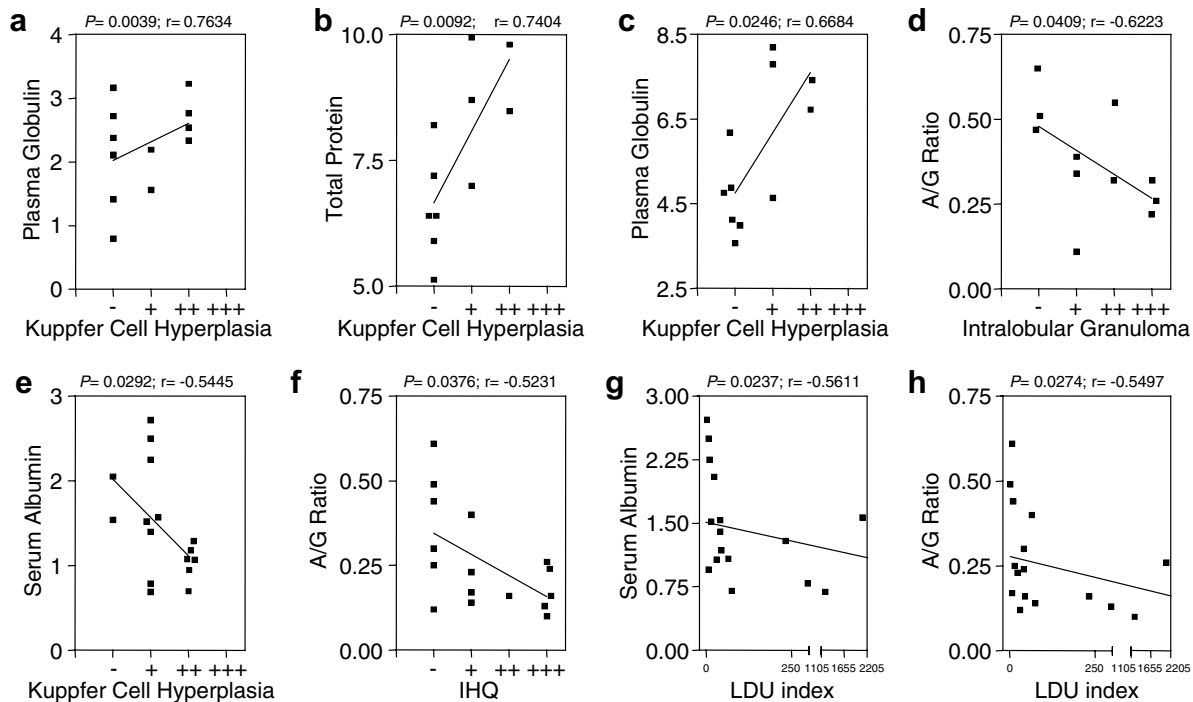 a
P= 0.0039; r= 0.7634
Plasma Globulin
4
3
2
1
0
- + ++ +++
Kuppfer Cell Hyperplasia
b
P= 0.0092; r= 0.7404
Total Protein
10.0
7.5
5.0
- + ++ +++
Kuppfer Cell Hyperplasia
c
P= 0.0246; r= 0.6684
Plasma Globulin
8.5
6.5
4.5
2.5
- + ++ +++
Kuppfer Cell Hyperplasia
d
P= 0.0409; r= -0.6223
A/G Ratio
0.75
0.50
0.25
0.00
- + ++ +++
Intralobular Granuloma
e
P= 0.0292; r= -0.5445
Serum Albumin
3
2
1
0
- + ++ +++
Kuppfer Cell Hyperplasia
f
P= 0.0376; r= -0.5231
A/G Ratio
0.75
0.50
0.25
0.00
- + ++ +++
IHQ
g
P= 0.0237; r= -0.5611
Serum Albumin
3.00
2.25
1.50
0.75
0.00
0 250 1105 1655 2205
LDU index
h
P= 0.0274; r= -0.5497
A/G Ratio
0.75
0.50
0.25
0.00
0 250 1105 1655 2205
LDU index